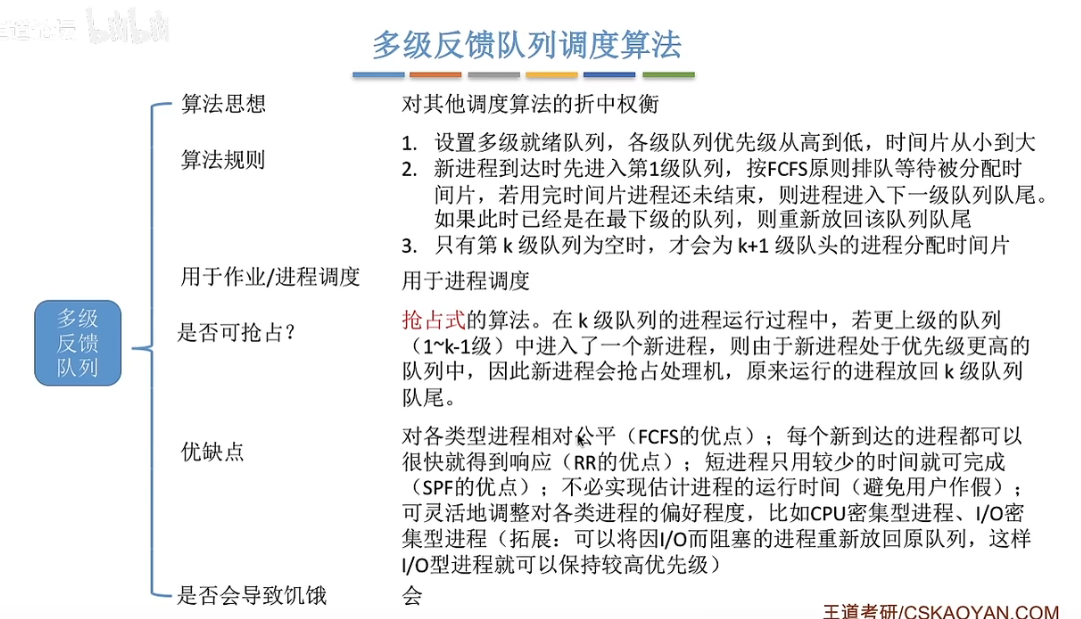 王道论坛 bilibili
多级反馈队列调度算法
算法思想
对其他调度算法的折中权衡
算法规则
1. 设置多级就绪队列，各级队列优先级从高到低，时间片从小到大
2. 新进程到达时先进入第1级队列，按FCFS原则排队等待被分配时
间片，若用完时间片进程还未结束，则进程进入下一级队列队尾。
如果此时已经是在最下级的队列，则重新放回该队列队尾
3. 只有第 k 级队列为空时，才会为 k+1 级队头的进程分配时间片
用于作业/进程调度
用于进程调度
多级
反馈
队列
是否可抢占？
抢占式的算法。在 k 级队列的进程运行过程中，若更上级的队列
（1~k-1级）中进入了一个新进程，则由于新进程处于优先级更高的
队列中，因此新进程会抢占处理机，原来运行的进程放回 k 级队列
队尾。
优缺点
对各类型进程相对公平（FCFS的优点）；每个新到达的进程都可以
很快就得到响应（RR的优点）；短进程只用较少的时间就可完成
（SPF的优点）；不必实现估计进程的运行时间（避免用户作假）；
可灵活地调整对各类进程的偏好程度，比如CPU密集型进程、I/O密
集型进程（拓展：可以将因I/O而阻塞的进程重新放回原队列，这样
I/O型进程就可以保持较高优先级）
是否会导致饥饿
会
王道考研/CSKAOYAN.COM